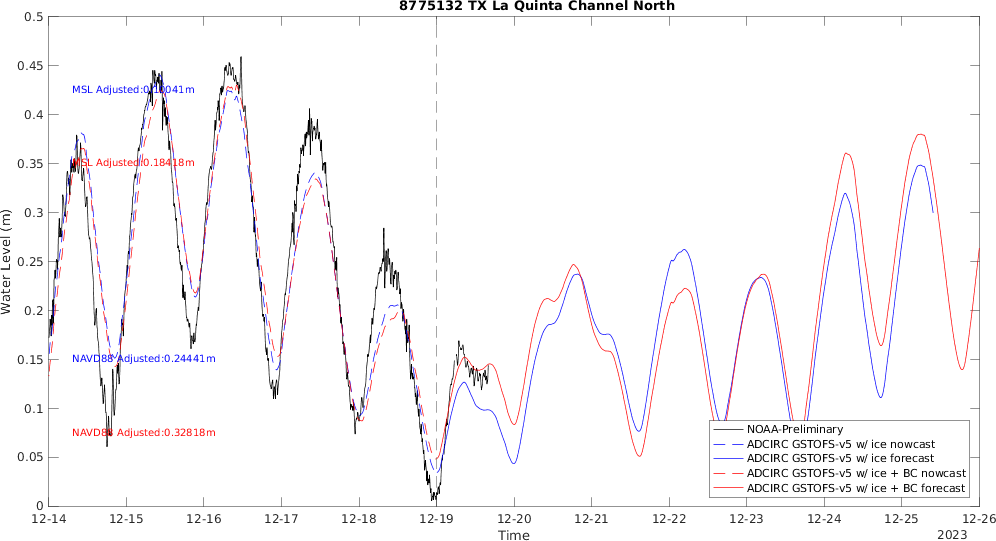 8775132 TX La Quinta Channel North
0.5
0.45
0.4
0.35
0.3
0.25
0.2
0.15
0.1
0.05
0
Water Level (m)
MSL Adjusted:0.10041m
MSL Adjusted:0.18418m
NAVD88 Adjusted:0.24441m
NAVD88 Adjusted:0.32818m
NOAA-Preliminary
ADCIRC GSTOFS-v5 w/ ice nowcast
ADCIRC GSTOFS-v5 w/ ice forecast
ADCIRC GSTOFS-v5 w/ ice + BC nowcast
ADCIRC GSTOFS-v5 w/ ice + BC forecast
12-14 12-15 12-16 12-17 12-18 12-19 12-20 12-21 12-22 12-23 12-24 12-25 12-26
Time
2023